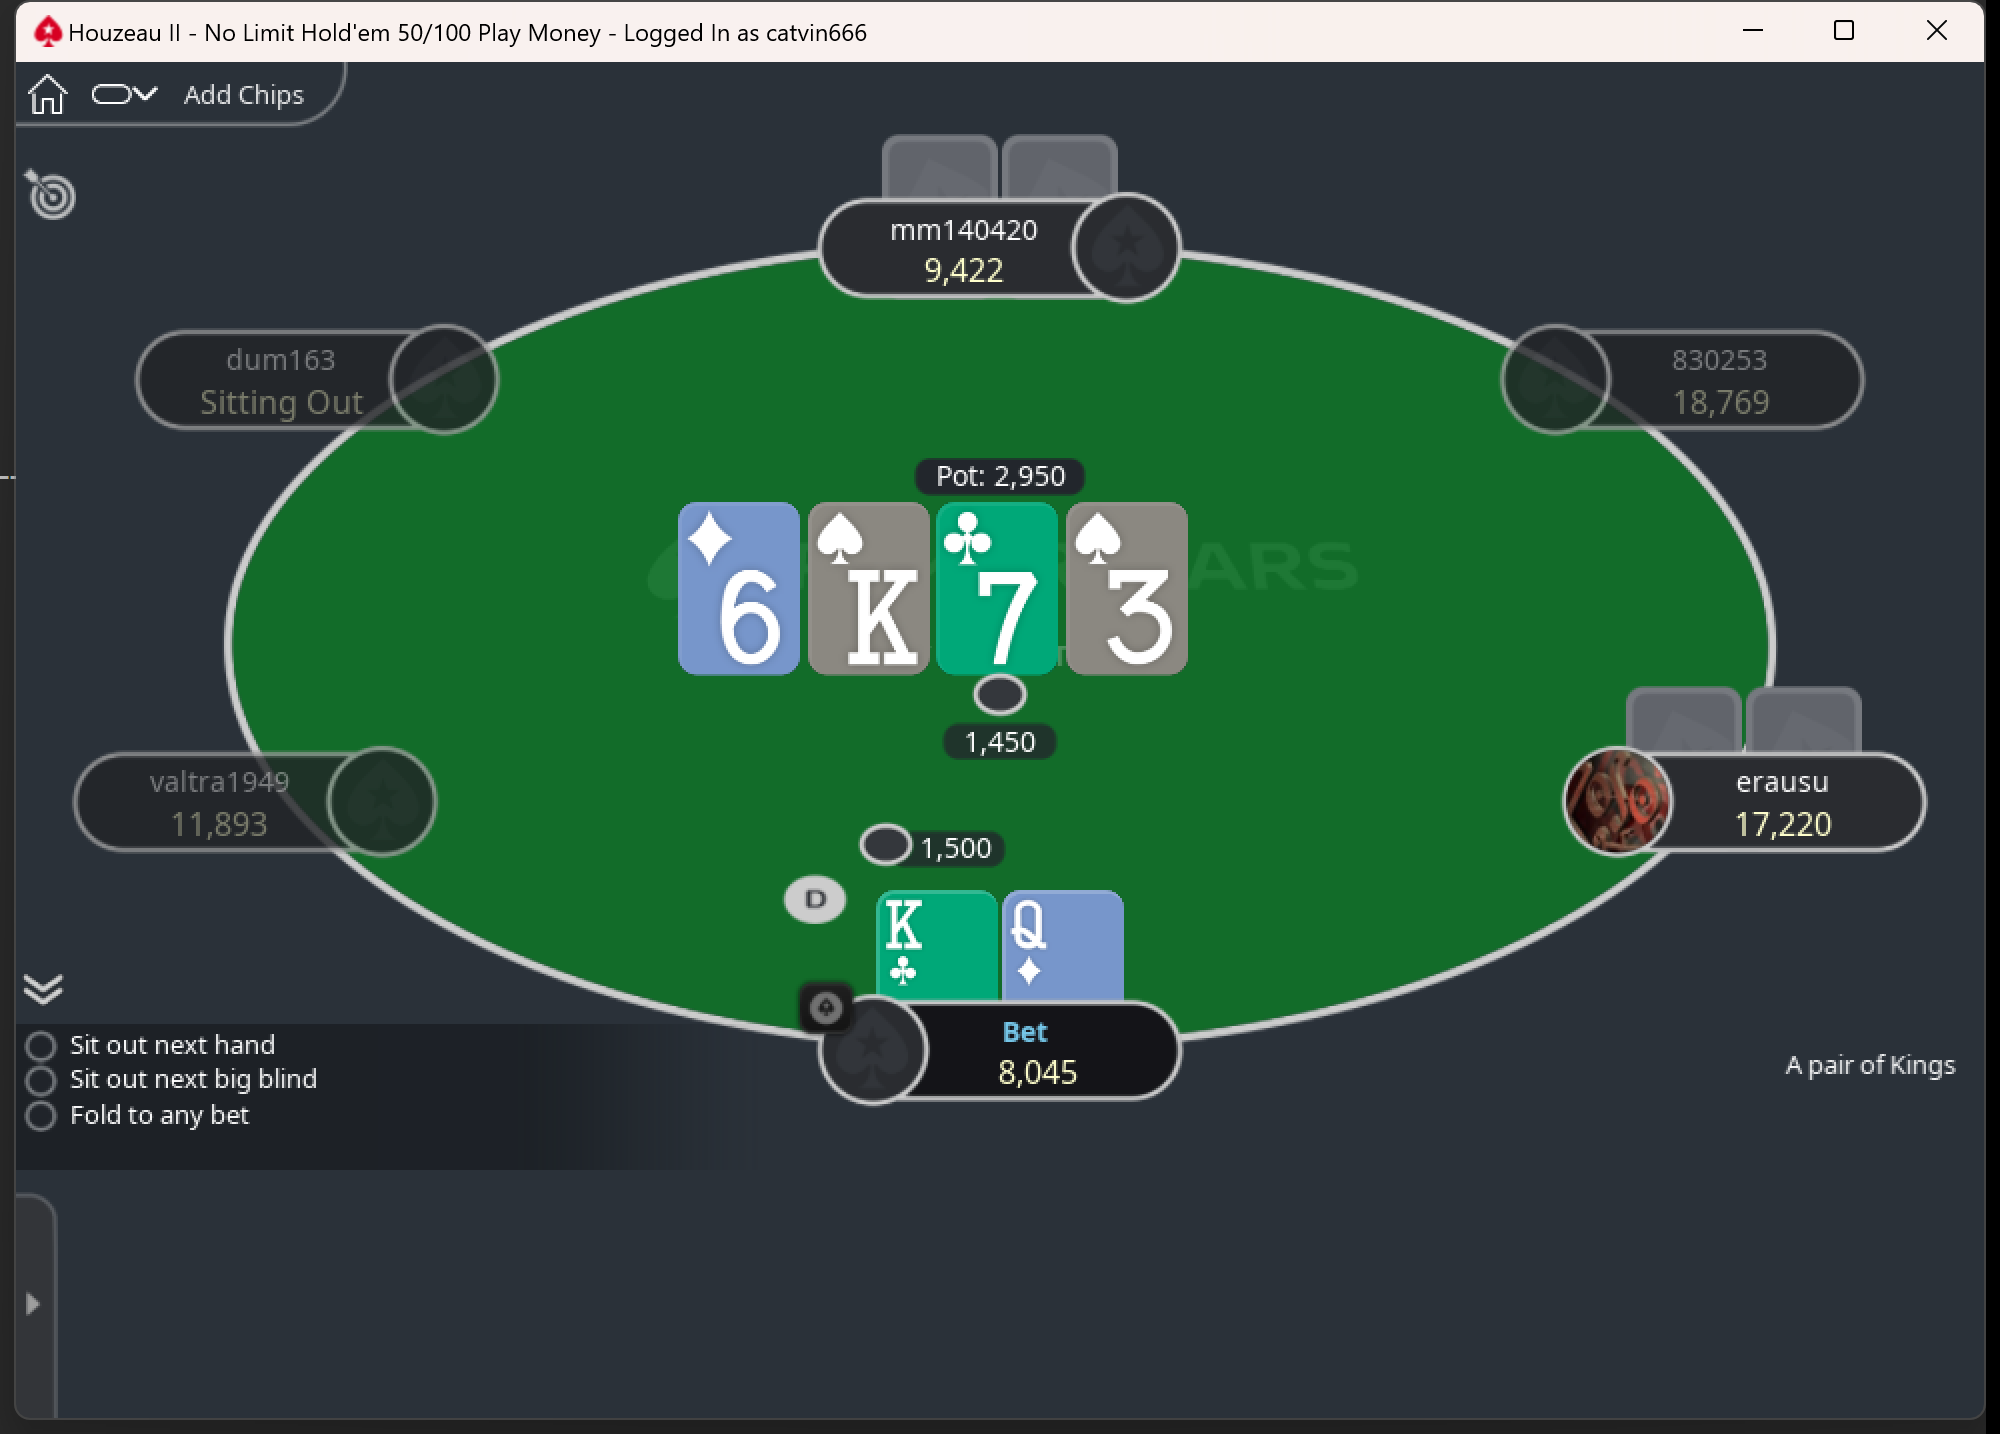 Houzeau II - No Limit Hold'em 50/100 Play Money - Logged In as catvin666
Add Chips
mm140420
9,422
dum163
Sitting Out
830253
18,769
Pot: 2,950
6
K
7
3
ARS
1,450
valtra1949
11,893
erausu
17,220
1,500
D
K
Q
Bet
8,045
Sit out next hand
Sit out next big blind
Fold to any bet
A pair of Kings